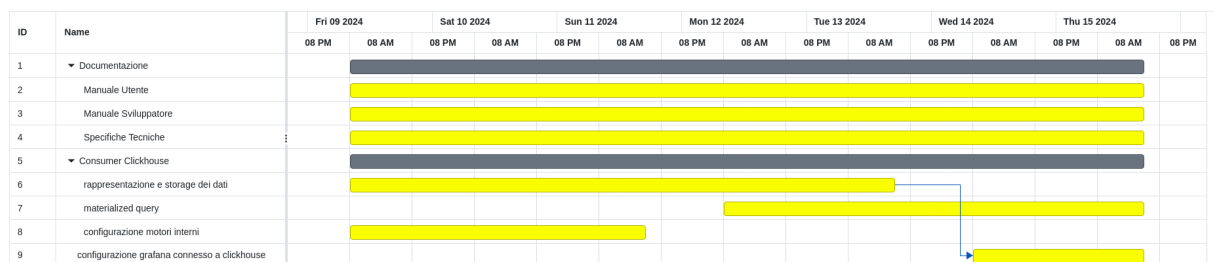 ID Name Fri 09 2024 Sat 10 2024 Sun 11 2024 Mon 12 2024 Tue 13 2024 Wed 14 2024 Thu 15 2024
08 PM 08 AM 08 PM 08 AM 08 PM 08 AM 08 PM 08 AM 08 PM 08 AM 08 PM 08 AM 08 PM 08 AM 08 PM
1 Documentazione
2 Manuale Utente
3 Manuale Sviluppatore
4 Specifiche Tecniche
5 Consumer Clickhouse
6 rappresentazione e storage dei dati
7 materialized query
8 configurazione motori interni
9 configurazione grafana connesso a clickhouse